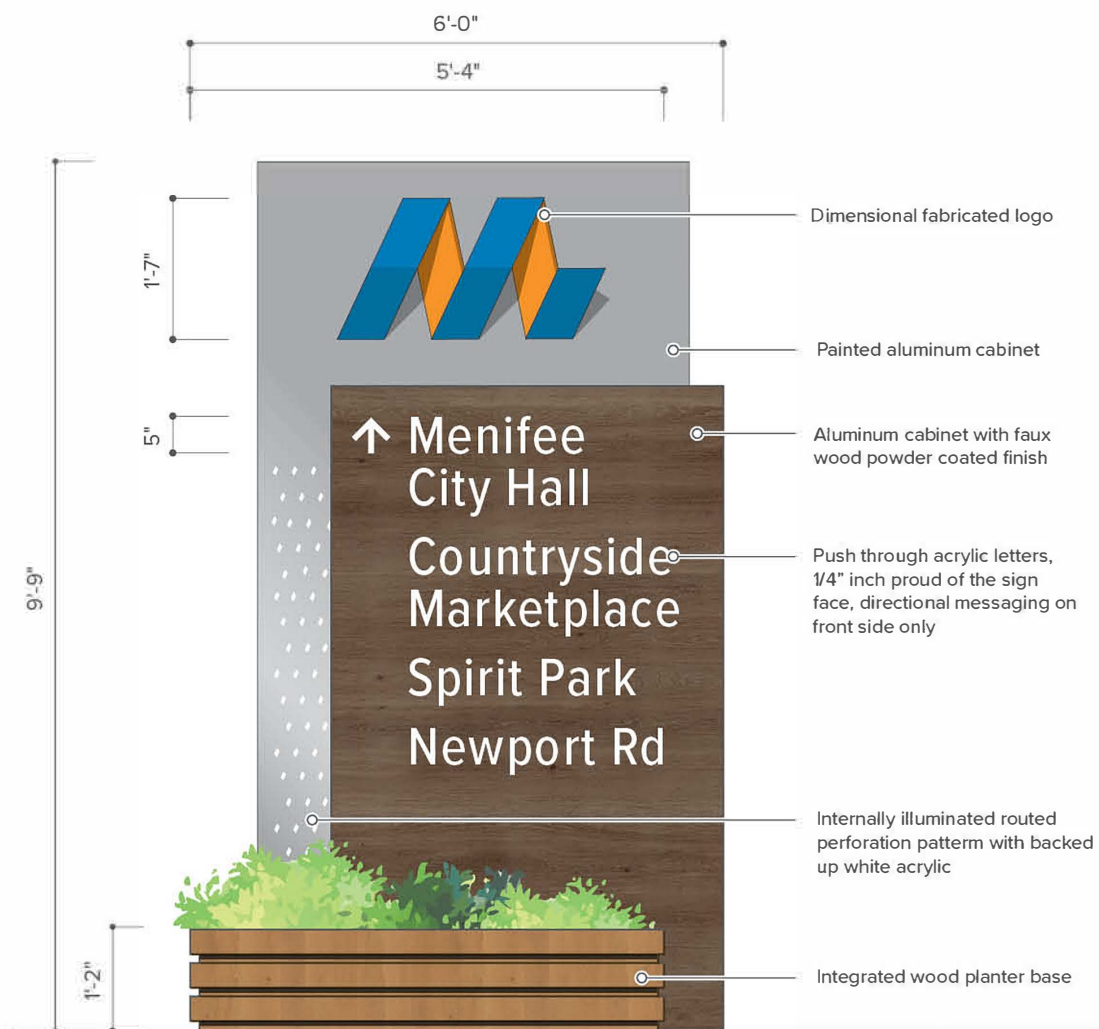 6'-0"
5'-4"
1'-7"
5"
9'-9"
1'-2"
Menifee
City Hall
Countryside
Marketplace
Spirit Park
Newport Rd
Dimensional fabricated logo
Painted aluminum cabinet
Aluminum cabinet with faux
wood powder coated finish
Push through acrylic letters,
1/4" inch proud of the sign
face, directional messaging on
front side only
Internally illuminated routed
perforation patterm with backed
up white acrylic
Integrated wood planter base